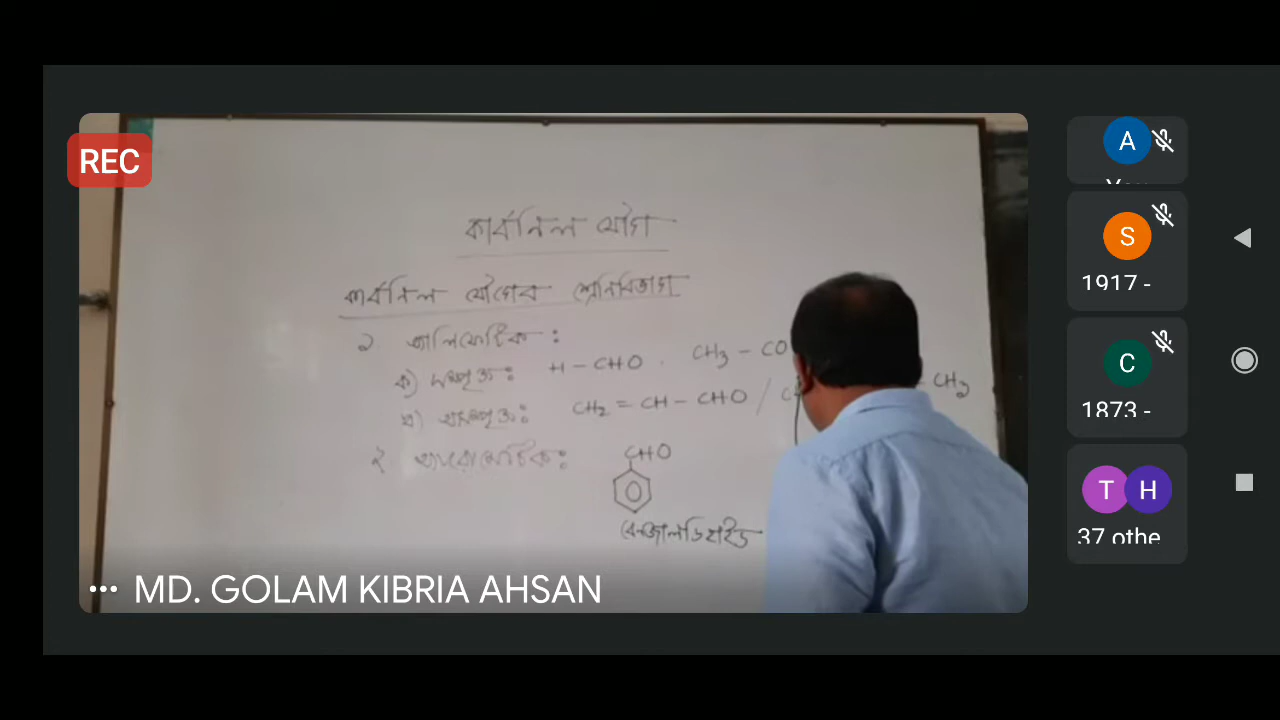 REC
কার্বনিল যৌগ
কার্বনিল যৌগের শ্রেনিবিভাগ
১. অ্যালিফেটিক :
ক) সম্পৃক্ত : H – CHO . CH₃ – CO
খ) অসম্পৃক্ত : CH₂ = CH – CHO / C
২. অ্যারোমেটিক :
CHO
বেনজালডিহাইড
MD. GOLAM KIBRIA AHSAN
A
S
1917 -
C
1873 -
T H
37 othe